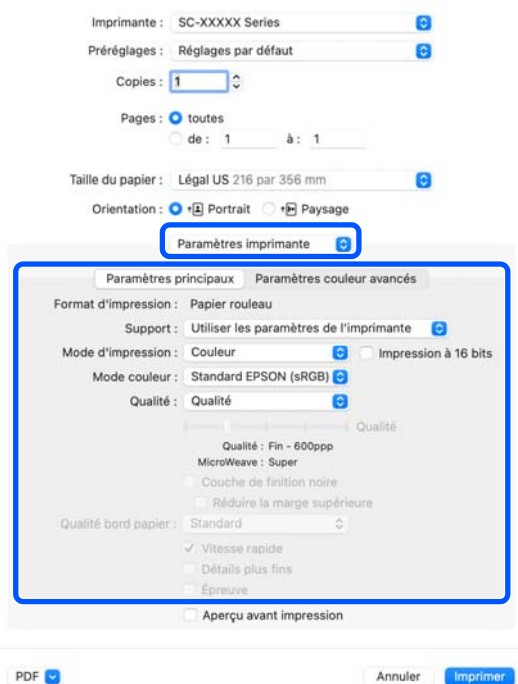 Imprimante : SC-XXXXX Series
Préréglages : Réglages par défaut
Copies : 1
Pages : toutes
de : 1 à : 1
Taille du papier : Légal US 216 par 356 mm
Orientation : Portrait Paysage
Paramètres imprimante
Paramètres principaux Paramètres couleur avancés
Format d'impression : Papier rouleau
Support : Utiliser les paramètres de l'imprimante
Mode d'impression : Couleur Impression à 16 bits
Mode couleur : Standard EPSON (sRGB)
Qualité : Qualité
Qualité
Qualité : Fin - 600ppp
MicroWeave : Super
Couche de finition noire
Réduire la marge supérieure
Qualité bord papier : Standard
Vitesse rapide
Détails plus fins
Épreuve
Aperçu avant impression
PDF Annuler Imprimer